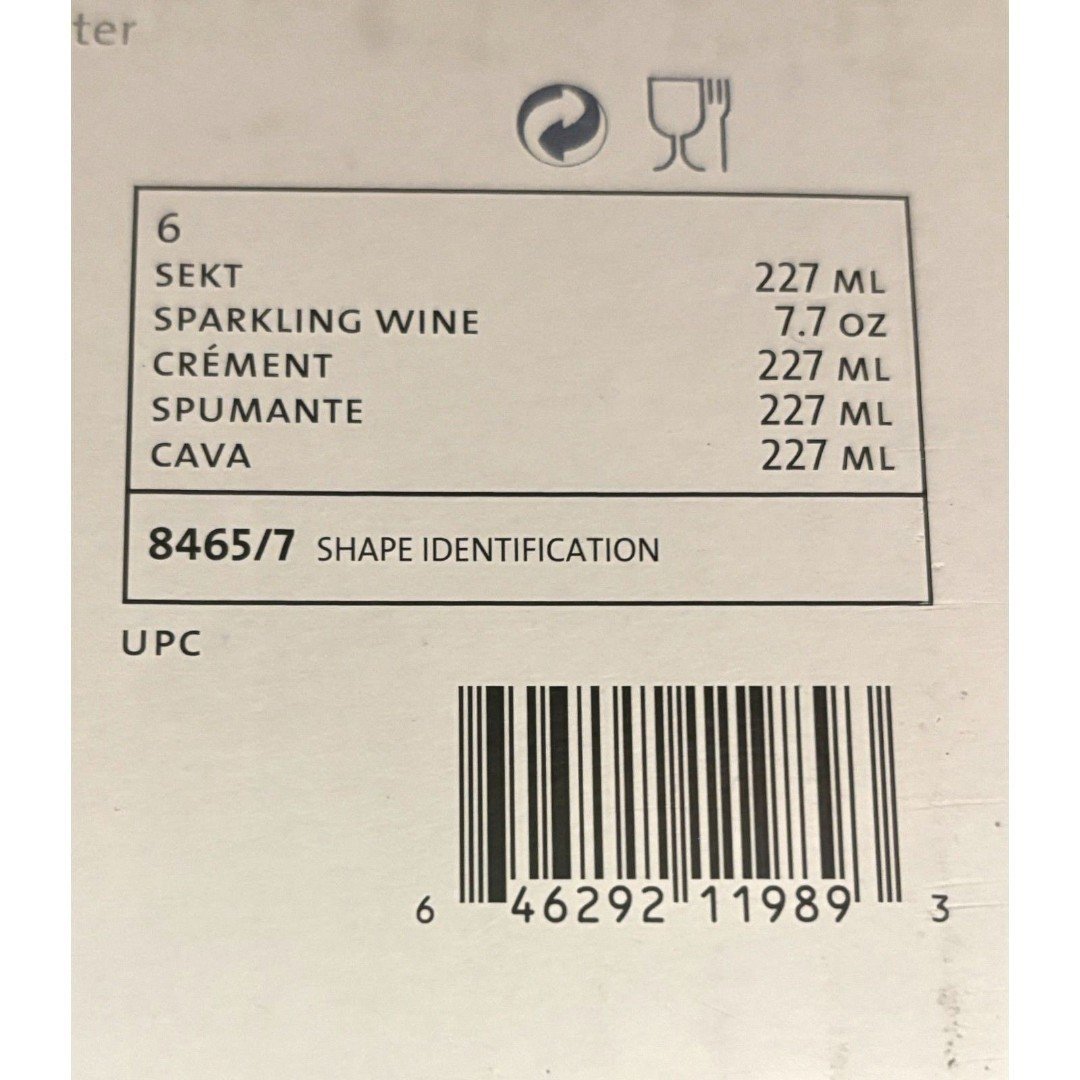 ter
6
SEKT 227 ML
SPARKLING WINE 7.7 OZ
CRÉMENT 227 ML
SPUMANTE 227 ML
CAVA 227 ML
8465/7 SHAPE IDENTIFICATION
UPC
6 46292 11989 3